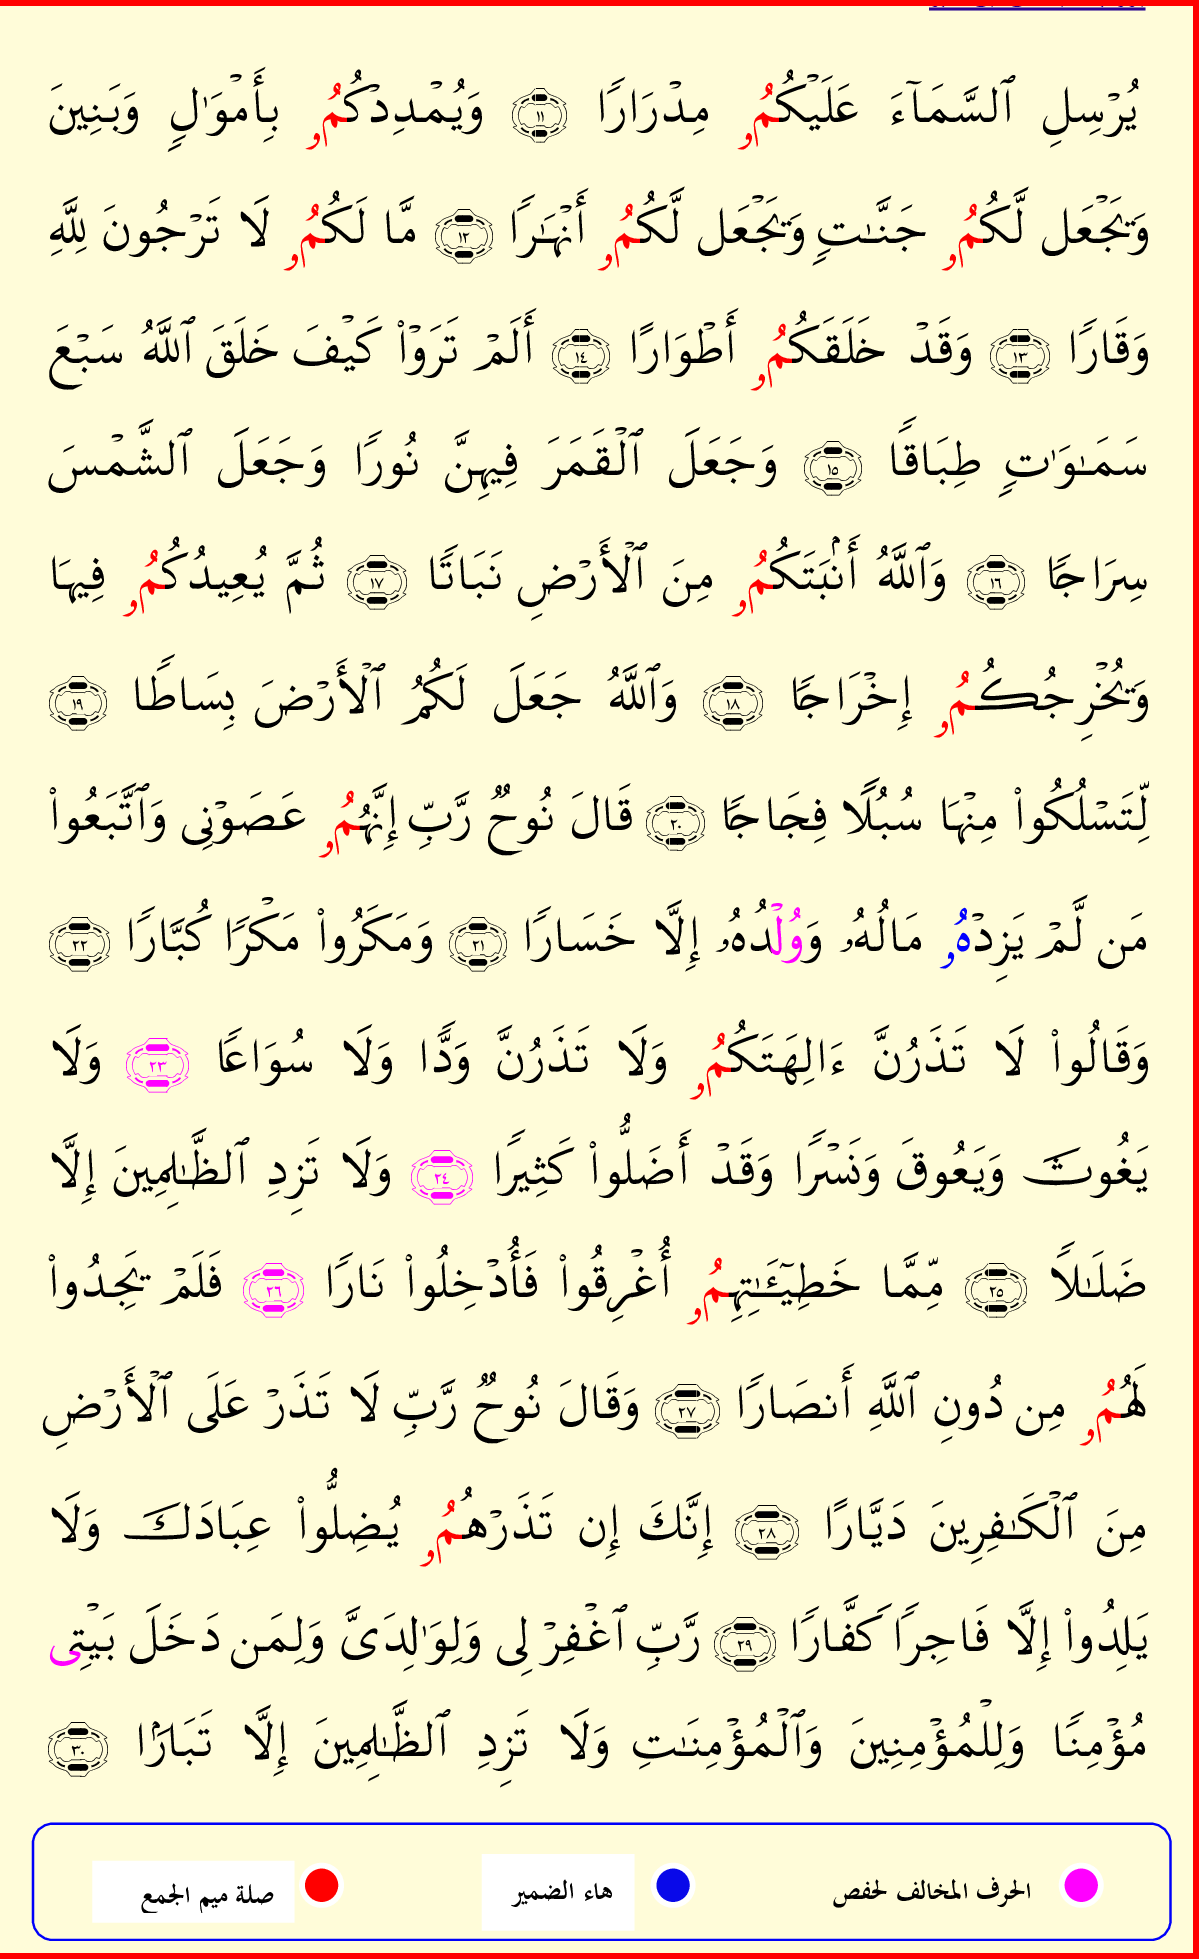 يُرْسِلِ ٱلسَّمَآءَ عَلَيْكُمُۥ مِدْرَارًا ١١ وَيُمْدِدْكُمُۥ بِأَمْوَٰلٍ وَبَنِينَ
وَيَجْعَل لَّكُمُۥ جَنَّٰتٍ وَيَجْعَل لَّكُمُۥ أَنْهَٰرًا ١٢ مَّا لَكُمُۥ لَا تَرْجُونَ لِلَّهِ
وَقَارًا ١٣ وَقَدْ خَلَقَكُمُۥ أَطْوَارًا ١٤ أَلَمْ تَرَوْا۟ كَيْفَ خَلَقَ ٱللَّهُ سَبْعَ
سَمَٰوَٰتٍ طِبَاقًا ١٥ وَجَعَلَ ٱلْقَمَرَ فِيهِنَّ نُورًا وَجَعَلَ ٱلشَّمْسَ
سِرَاجًا ١٦ وَٱللَّهُ أَنۢبَتَكُمُۥ مِنَ ٱلْأَرْضِ نَبَاتًا ١٧ ثُمَّ يُعِيدُكُمُۥ فِيهَا
وَيُخْرِجُكُمُۥ إِخْرَاجًا ١٨ وَٱللَّهُ جَعَلَ لَكُمُ ٱلْأَرْضَ بِسَاطًا ١٩
لِّتَسْلُكُوا۟ مِنْهَا سُبُلًا فِجَاجًا ٢٠ قَالَ نُوحٌ رَّبِّ إِنَّهُمُۥ عَصَوْنِى وَٱتَّبَعُوا۟
مَن لَّمْ يَزِدْهُۥ مَالُهُۥ وَوُلْدُهُۥ إِلَّا خَسَارًا ٢١ وَمَكَرُوا۟ مَكْرًا كُبَّارًا ٢٢
وَقَالُوا۟ لَا تَذَرُنَّ ءَالِهَتَكُمُۥ وَلَا تَذَرُنَّ وَدًّا وَلَا سُوَاعًا ٢٣ وَلَا
يَغُوثَ وَيَعُوقَ وَنَسْرًا وَقَدْ أَضَلُّوا۟ كَثِيرًا ٢٤ وَلَا تَزِدِ ٱلظَّٰلِمِينَ إِلَّا
ضَلَٰلًا ٢٥ مِّمَّا خَطِيٓـَٰٔتِهِمُۥ أُغْرِقُوا۟ فَأُدْخِلُوا۟ نَارًا ٢٦ فَلَمْ يَجِدُوا۟
لَهُمُۥ مِن دُونِ ٱللَّهِ أَنصَارًا ٢٧ وَقَالَ نُوحٌ رَّبِّ لَا تَذَرْ عَلَى ٱلْأَرْضِ
مِنَ ٱلْكَٰفِرِينَ دَيَّارًا ٢٨ إِنَّكَ إِن تَذَرْهُمُۥ يُضِلُّوا۟ عِبَادَكَ وَلَا
يَلِدُوا۟ إِلَّا فَاجِرًا كَفَّارًا ٢٩ رَّبِّ ٱغْفِرْ لِى وَلِوَٰلِدَىَّ وَلِمَن دَخَلَ بَيْتِى
مُؤْمِنًا وَلِلْمُؤْمِنِينَ وَٱلْمُؤْمِنَٰتِ وَلَا تَزِدِ ٱلظَّٰلِمِينَ إِلَّا تَبَارًۢا ٣٠
الحرف المخالف لحفص هاء الضمير صلة ميم الجمع